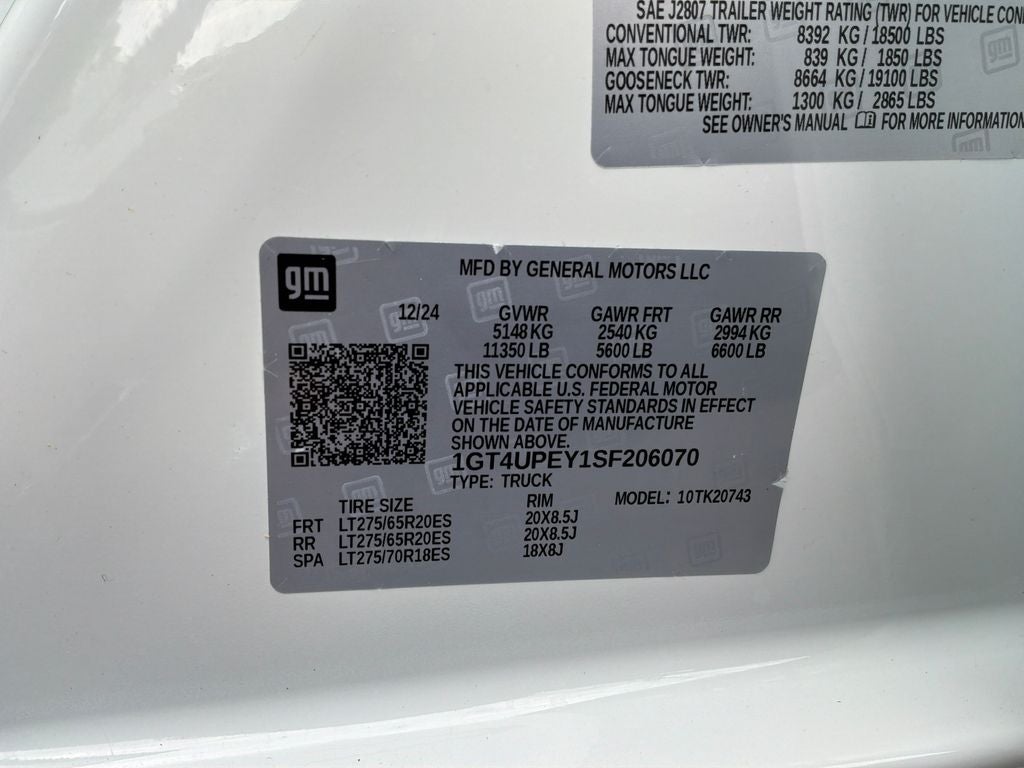 SAE J2807 TRAILER WEIGHT RATING (TWR) FOR VEHICLE
CONVENTIONAL TWR: 8392 KG / 18500 LBS
MAX TONGUE WEIGHT: 839 KG / 1850 LBS
GOOSENECK TWR: 8664 KG / 19100 LBS
MAX TONGUE WEIGHT: 1300 KG / 2865 LBS
SEE OWNER'S MANUAL FOR MORE INFORMATION
gm
MFD BY GENERAL MOTORS LLC
12/24 GVWR GAWR FRT GAWR RR
5148 KG 2540 KG 2994 KG
11350 LB 5600 LB 6600 LB
THIS VEHICLE CONFORMS TO ALL
APPLICABLE U.S. FEDERAL MOTOR
VEHICLE SAFETY STANDARDS IN EFFECT
ON THE DATE OF MANUFACTURE
SHOWN ABOVE.
1GT4UPEY1SF206070
TYPE: TRUCK
TIRE SIZE RIM MODEL: 10TK20743
FRT LT275/65R20ES 20X8.5J
RR LT275/65R20ES 20X8.5J
SPA LT275/70R18ES 18X8J